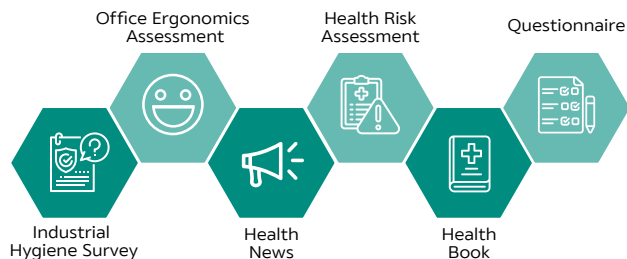 Office Ergonomics
Assessment
Health Risk
Assessment
Questionnaire
?
Industrial
Hygiene Survey
Health
News
Health
Book